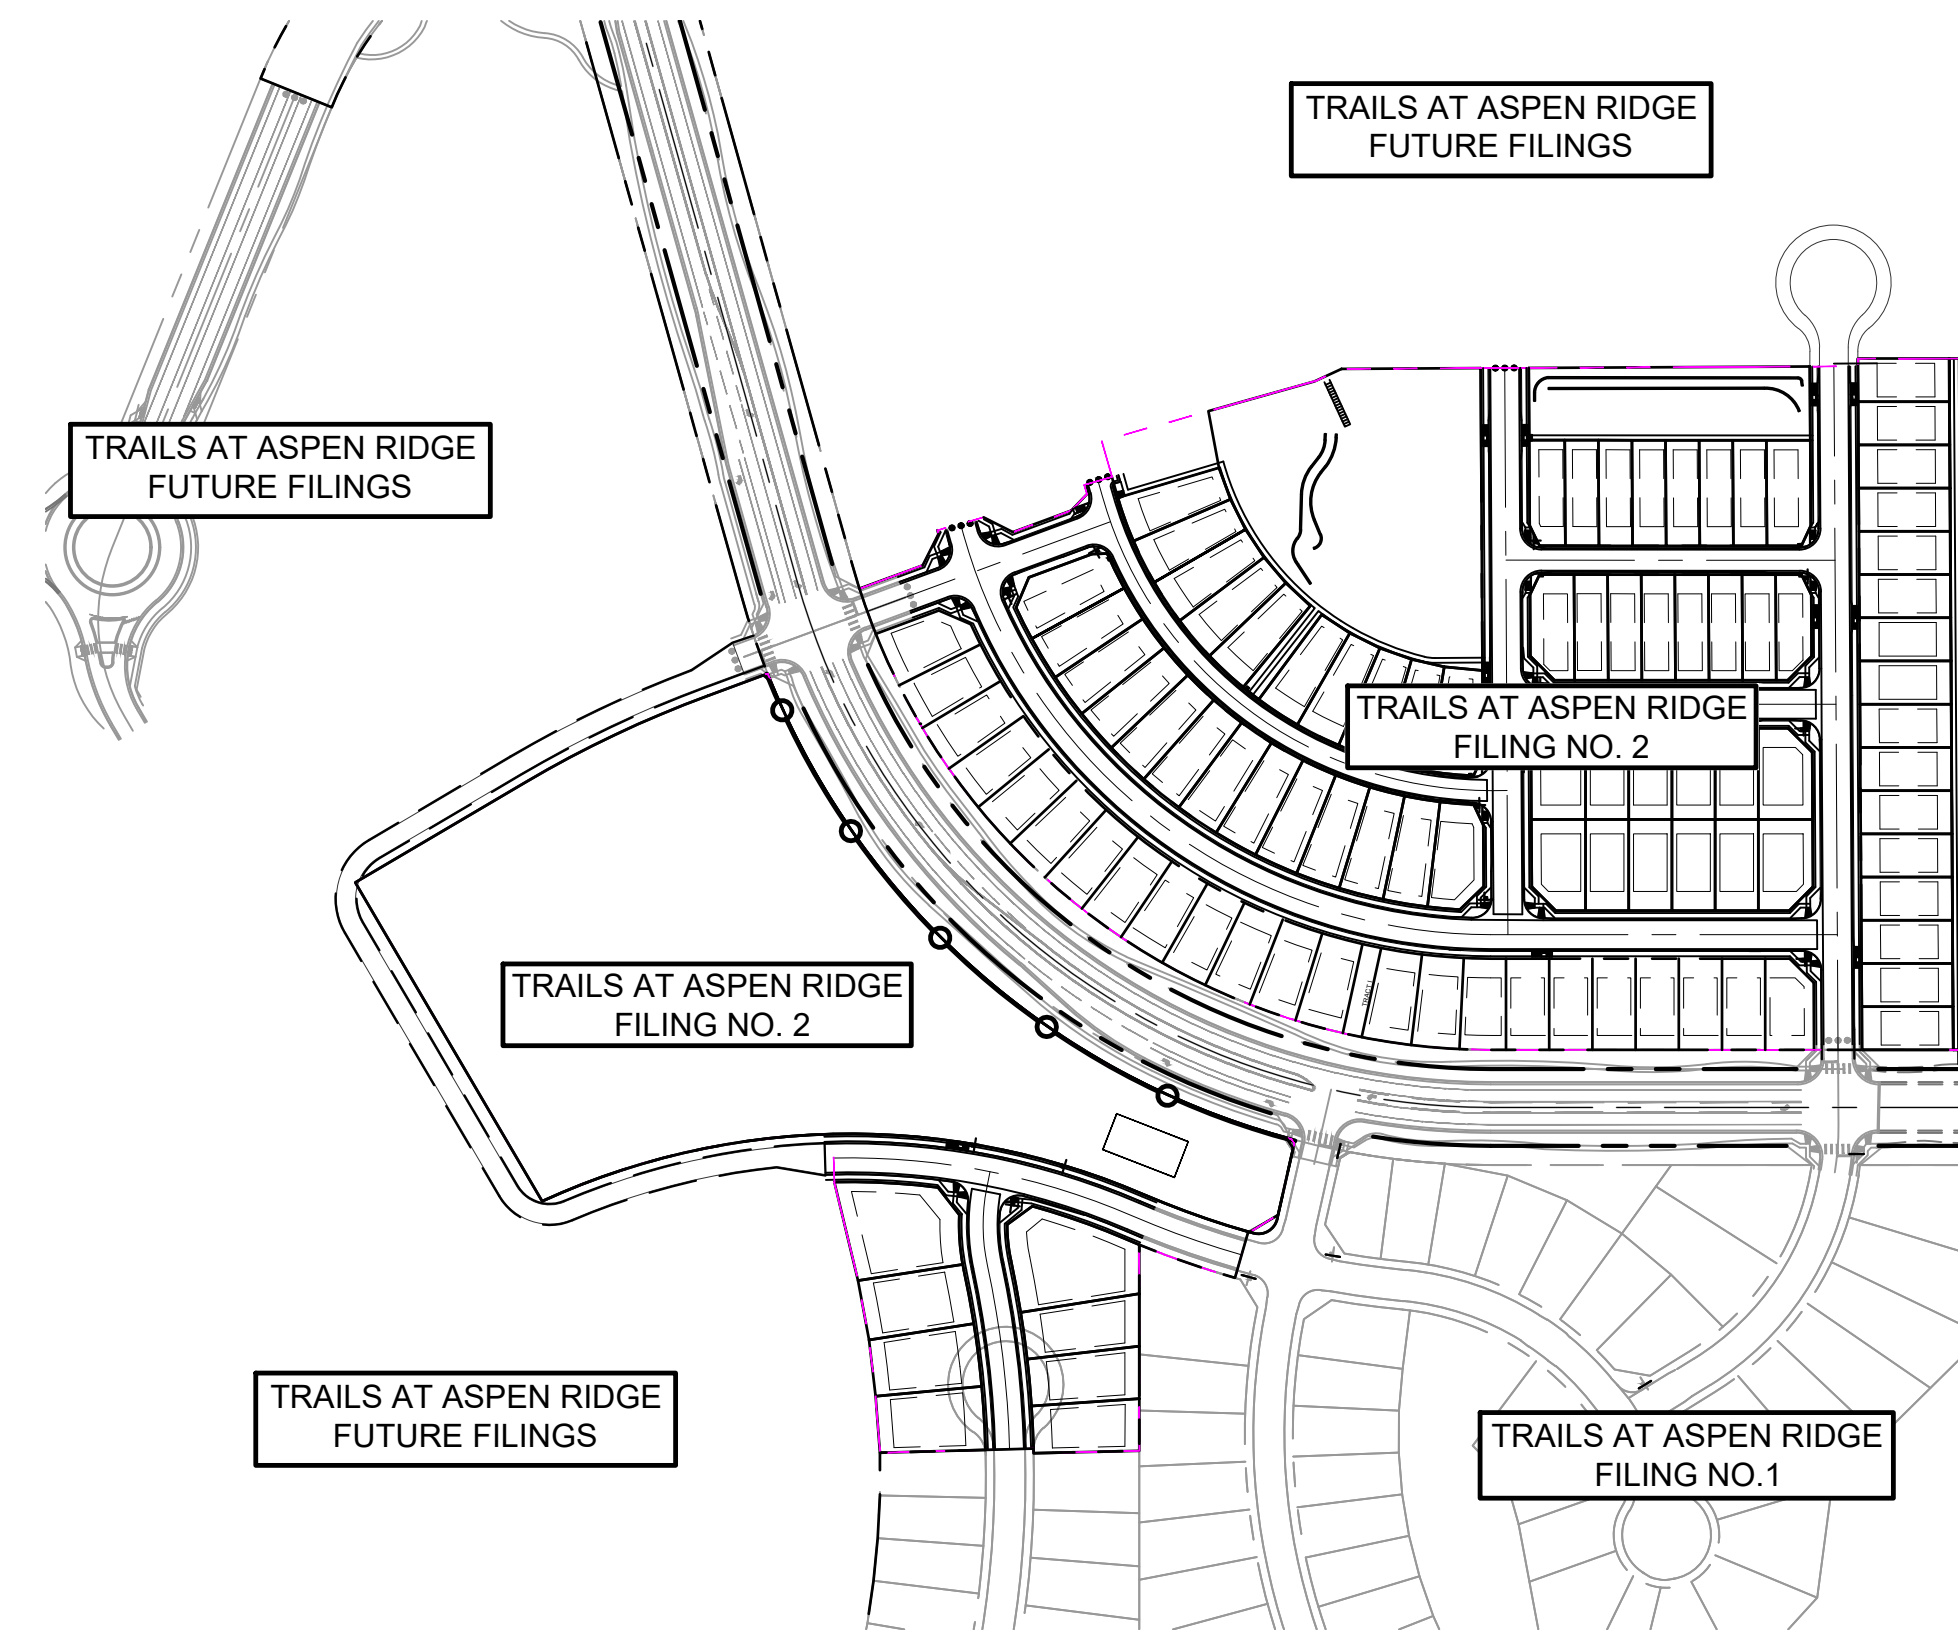 TRAILS AT ASPEN RIDGE
FUTURE FILINGS
TRAILS AT ASPEN RIDGE
FUTURE FILINGS
TRAILS AT ASPEN RIDGE
FILING NO. 2
TRAILS AT ASPEN RIDGE
FILING NO. 2
TRACT I
TRAILS AT ASPEN RIDGE
FUTURE FILINGS
TRAILS AT ASPEN RIDGE
FILING NO.1